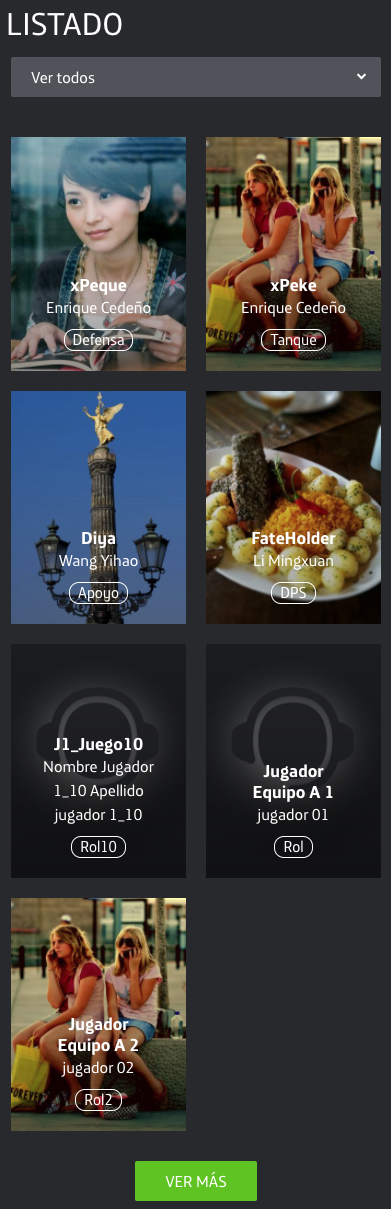 LISTADO
Ver todos
xPeque
Enrique Cedeño
Defensa
xPeke
Enrique Cedeño
Tanque
FOREVER
Diya
Wang Yihao
Apoyo
FateHolder
Li Mingxuan
DPS
J1_Juego10
Nombre Jugador
1_10 Apellido
jugador 1_10
Rol10
Jugador
Equipo A 1
jugador 01
Rol
Jugador
Equipo A 2
jugador 02
Rol2
FOREVER
VER MÁS